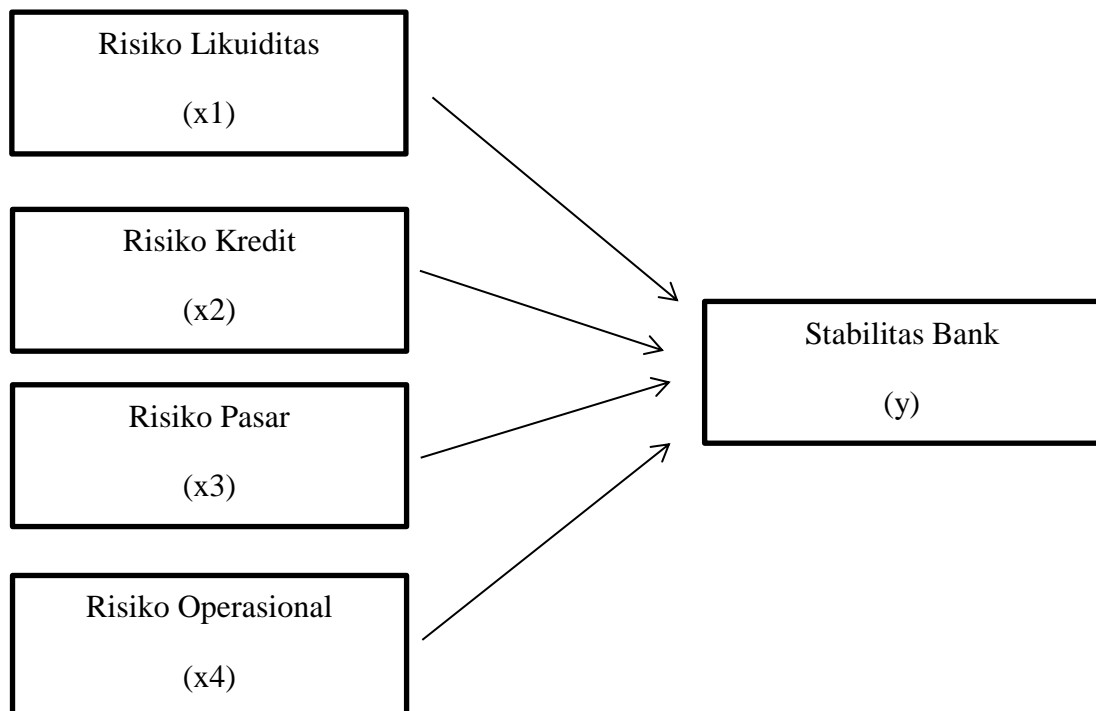 Risiko Likuiditas
(x1)
Risiko Kredit
(x2)
Risiko Pasar
(x3)
Risiko Operasional
(x4)
Stabilitas Bank
(y)